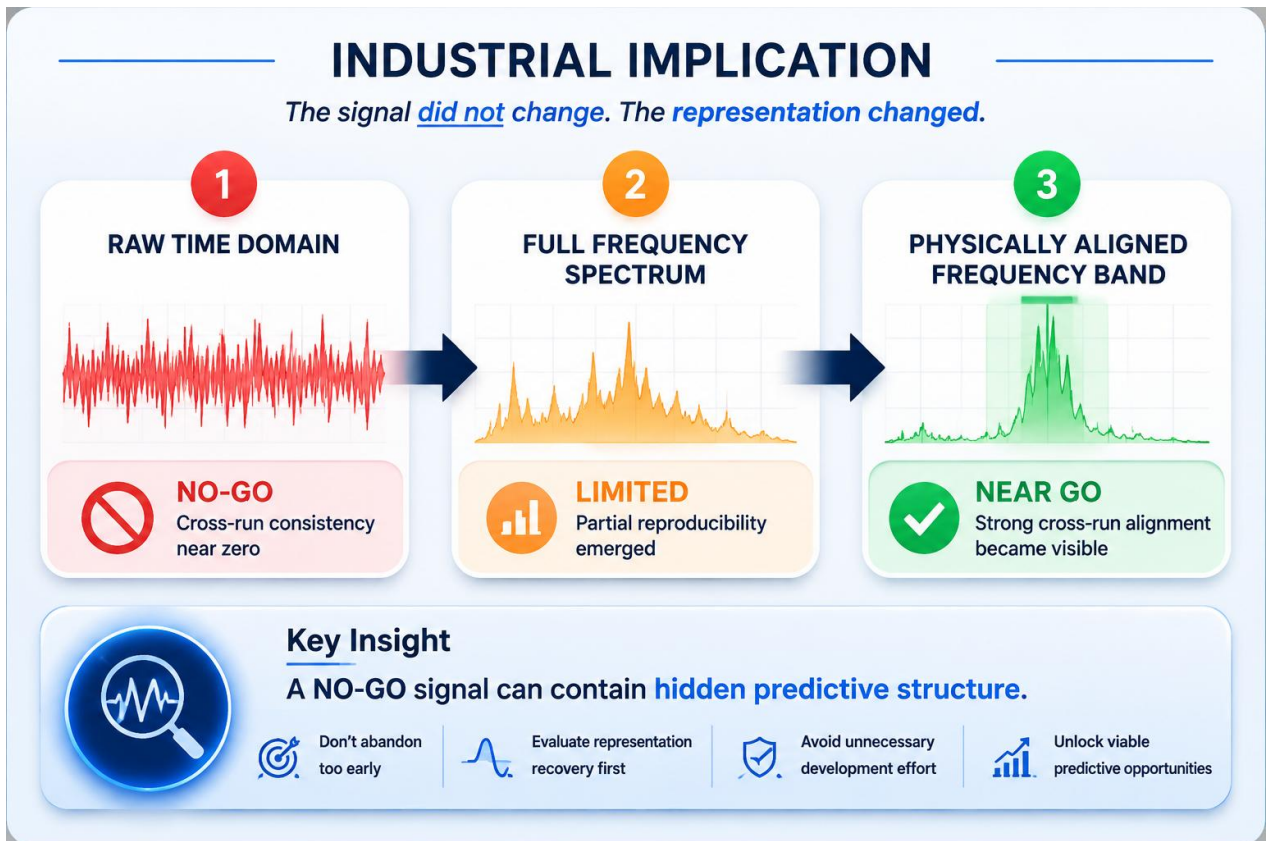 INDUSTRIAL IMPLICATION
The signal did not change. The representation changed.
1
RAW TIME DOMAIN
NO-GO
Cross-run consistency
near zero
2
FULL FREQUENCY
SPECTRUM
LIMITED
Partial reproducibility
emerged
3
PHYSICALLY ALIGNED
FREQUENCY BAND
NEAR GO
Strong cross-run alignment
became visible
Key Insight
A NO-GO signal can contain hidden predictive structure.
Don't abandon
too early
Evaluate representation
recovery first
Avoid unnecessary
development effort
Unlock viable
predictive opportunities